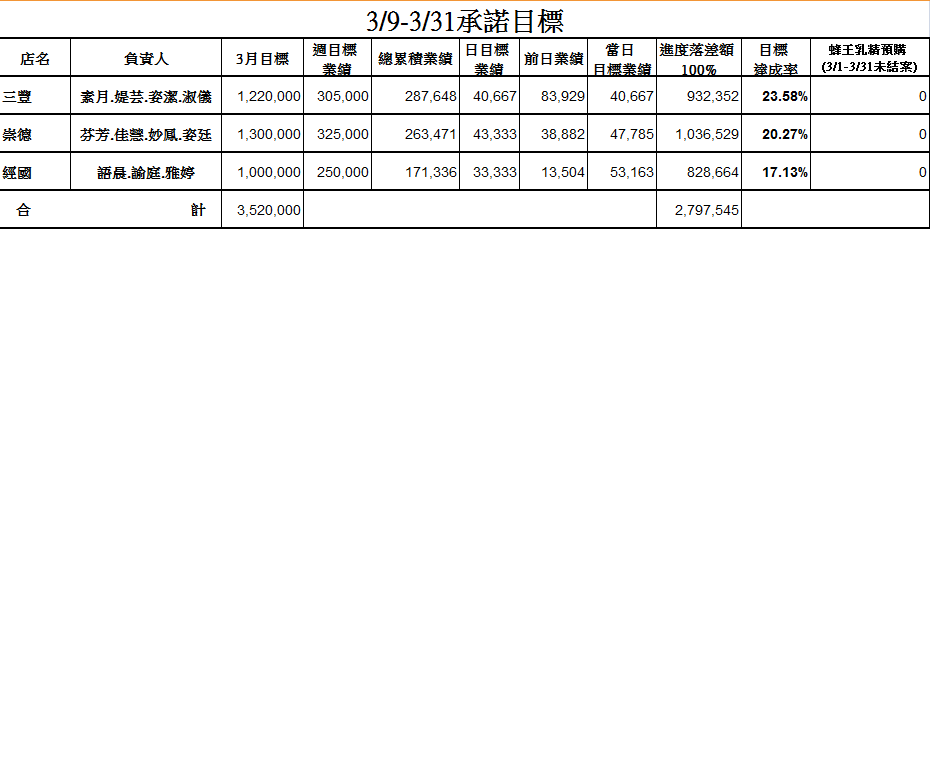 3/9-3/31承諾目標
店名 負責人 3月目標 週目標業績 總累積業績 日目標業績 前日業績 當日目標業績 進度落差額100% 目標達成率 蜂王乳精預購(3/1-3/31未結案)
三豐 素月.媞芸.姿潔.淑儀 1,220,000 305,000 287,648 40,667 83,929 40,667 932,352 23.58% 0
崇德 芬芳.佳慧.妙鳳.姿廷 1,300,000 325,000 263,471 43,333 38,882 47,785 1,036,529 20.27% 0
經國 語晨.諭庭.雅婷 1,000,000 250,000 171,336 33,333 13,504 53,163 828,664 17.13% 0
合 計 3,520,000 2,797,545